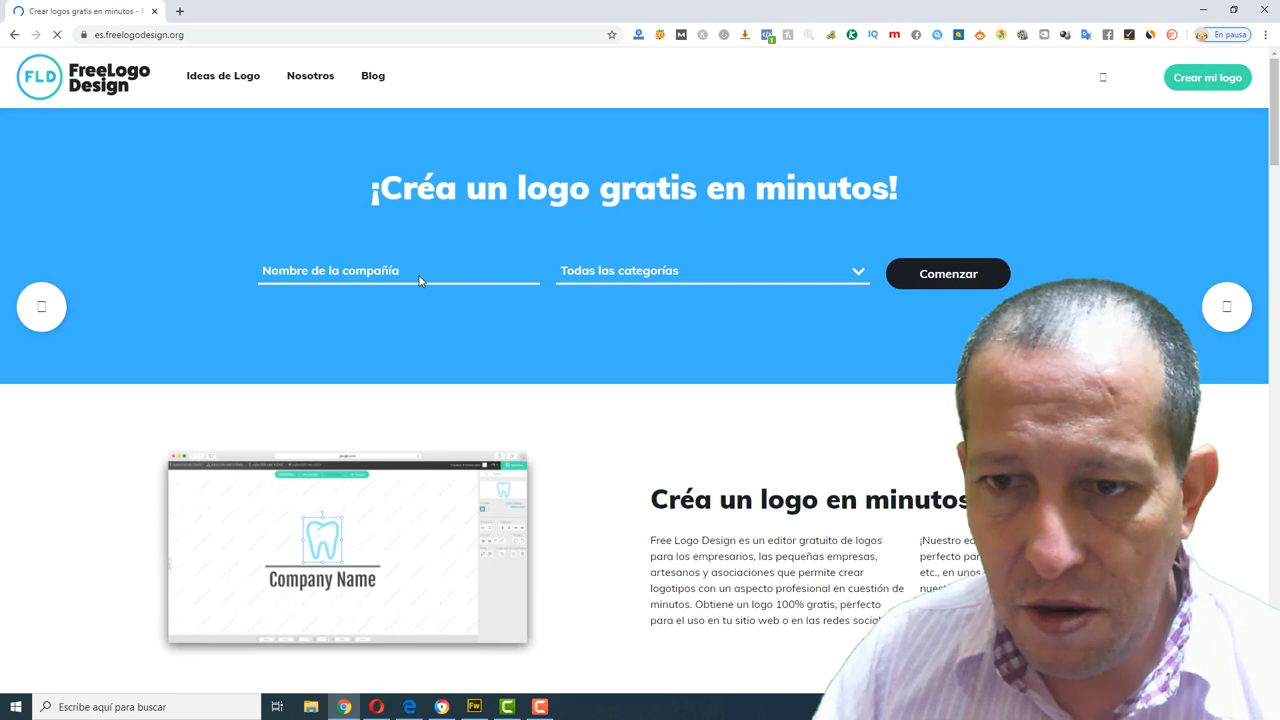 Crear logos gratis en minutos - F
es.freelogodesign.org
En pausa
FLD
FreeLogo
Design
Ideas de Logo
Nosotros
Blog
Crear mi logo
¡Créa un logo gratis en minutos!
Nombre de la compañía
Todas las categorías
Comenzar
Company Name
Créa un logo en minutos
Free Logo Design es un editor gratuito de logos
para los empresarios, las pequeñas empresas,
artesanos y asociaciones que permite crear
logotipos con un aspecto profesional en cuestión de
minutos. Obtiene un logo 100% gratis, perfecto
para el uso en tu sitio web o en las redes social
¡Nuestro ed
perfecto par
etc., en unos
nuestr
Escribe aquí para buscar
Fw